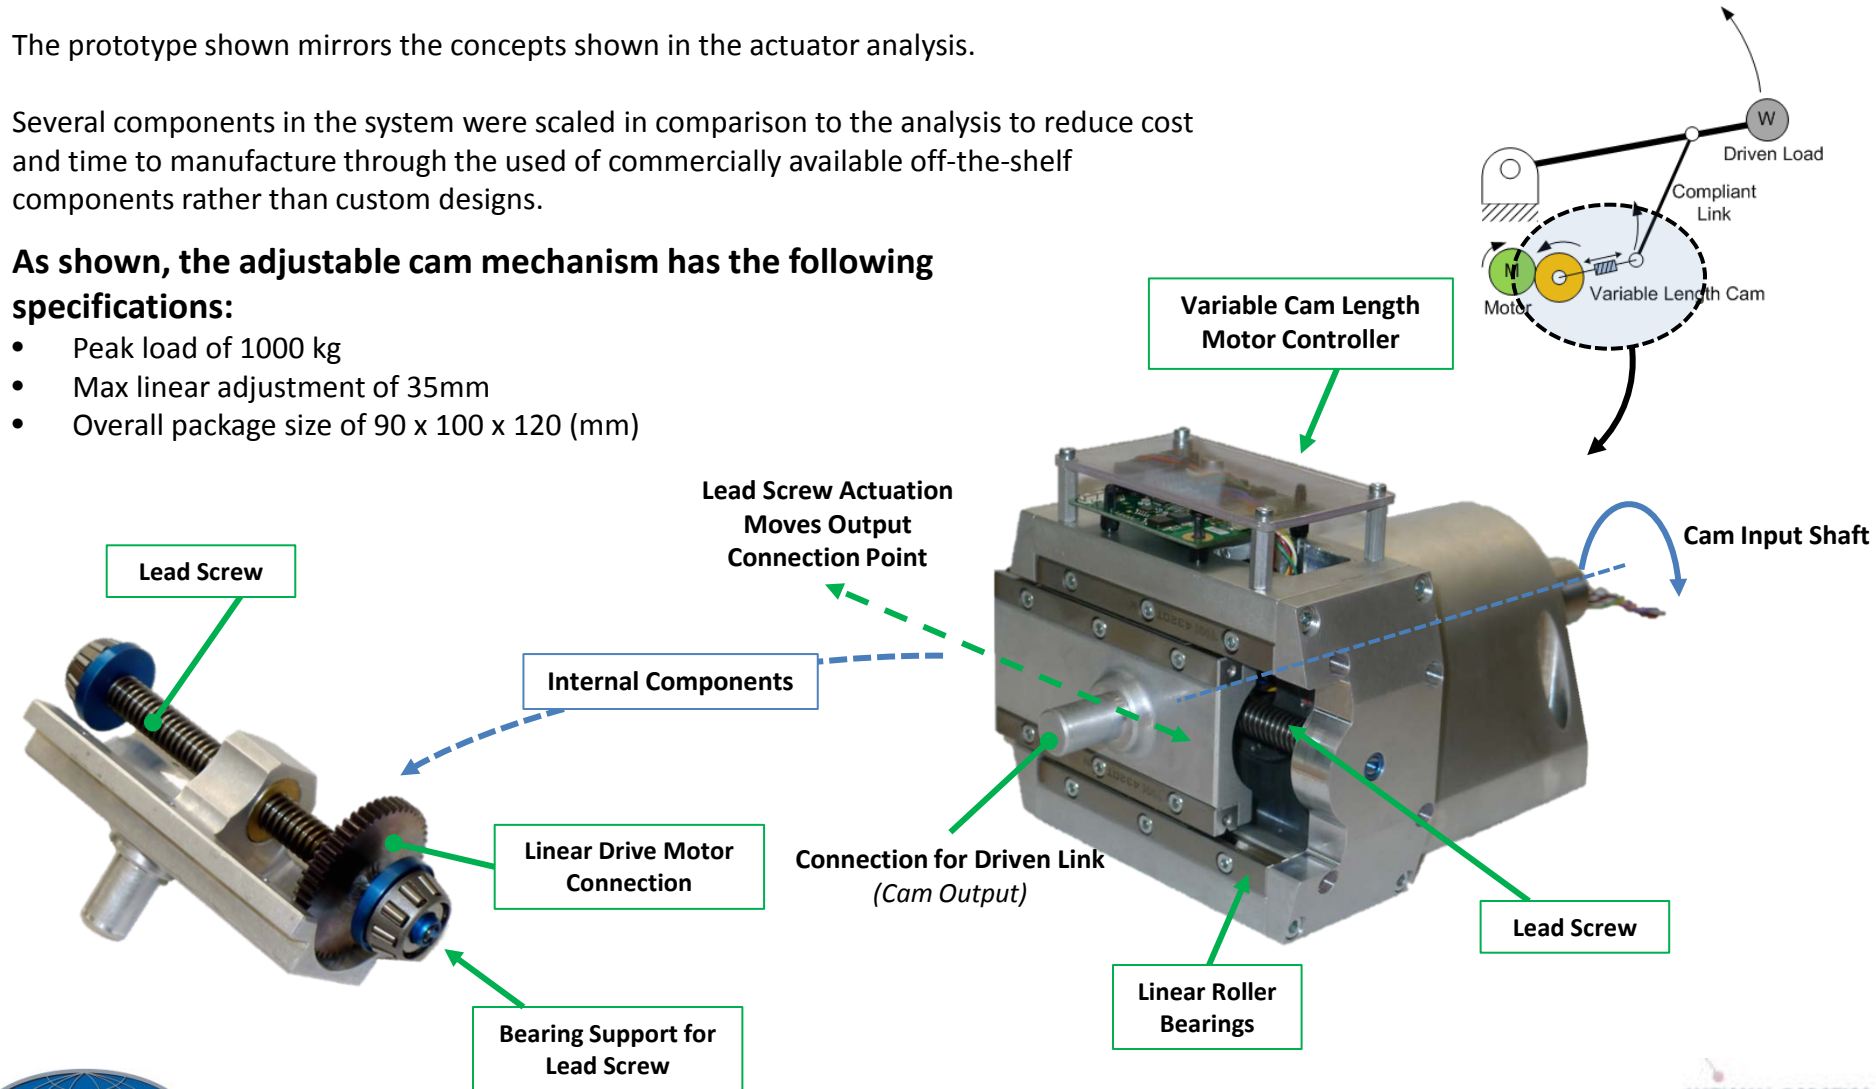 The prototype shown mirrors the concepts shown in the actuator analysis.
Several components in the system were scaled in comparison to the analysis to reduce cost
and time to manufacture through the used of commercially available off-the-shelf
components rather than custom designs.
As shown, the adjustable cam mechanism has the following
specifications:
• Peak load of 1000 kg
• Max linear adjustment of 35mm
• Overall package size of 90 x 100 x 120 (mm)
W
Driven Load
Compliant
Link
M
Motor
Variable Length Cam
Variable Cam Length
Motor Controller
Lead Screw Actuation
Moves Output
Connection Point
Cam Input Shaft
Lead Screw
Internal Components
Linear Drive Motor
Connection
Connection for Driven Link
(Cam Output)
Lead Screw
Linear Roller
Bearings
Bearing Support for
Lead Screw